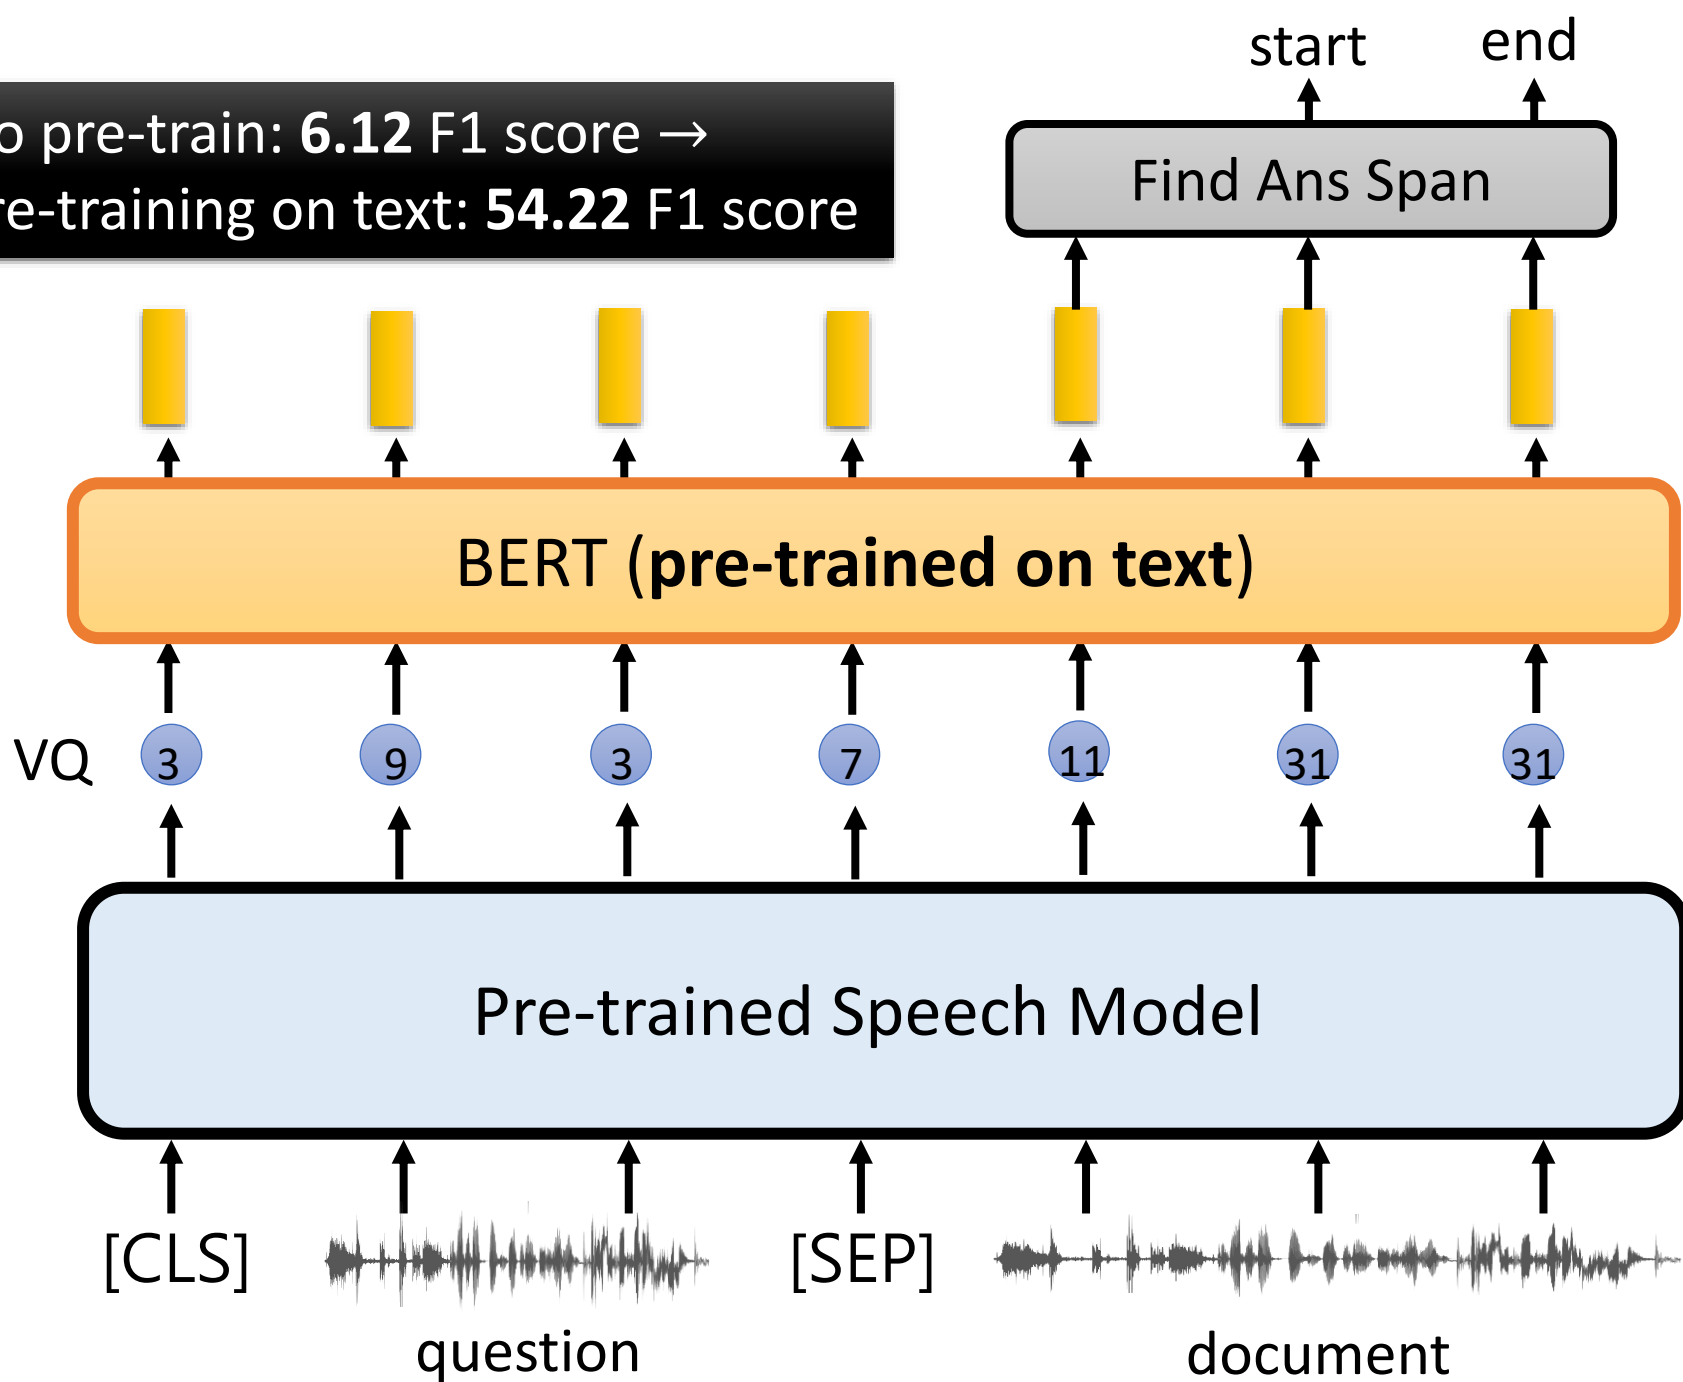 start end
o pre-train: 6.12 F1 score →
re-training on text: 54.22 F1 score
Find Ans Span
BERT (pre-trained on text)
VQ 3 9 3 7 11 31 31
Pre-trained Speech Model
[CLS] [SEP]
question document